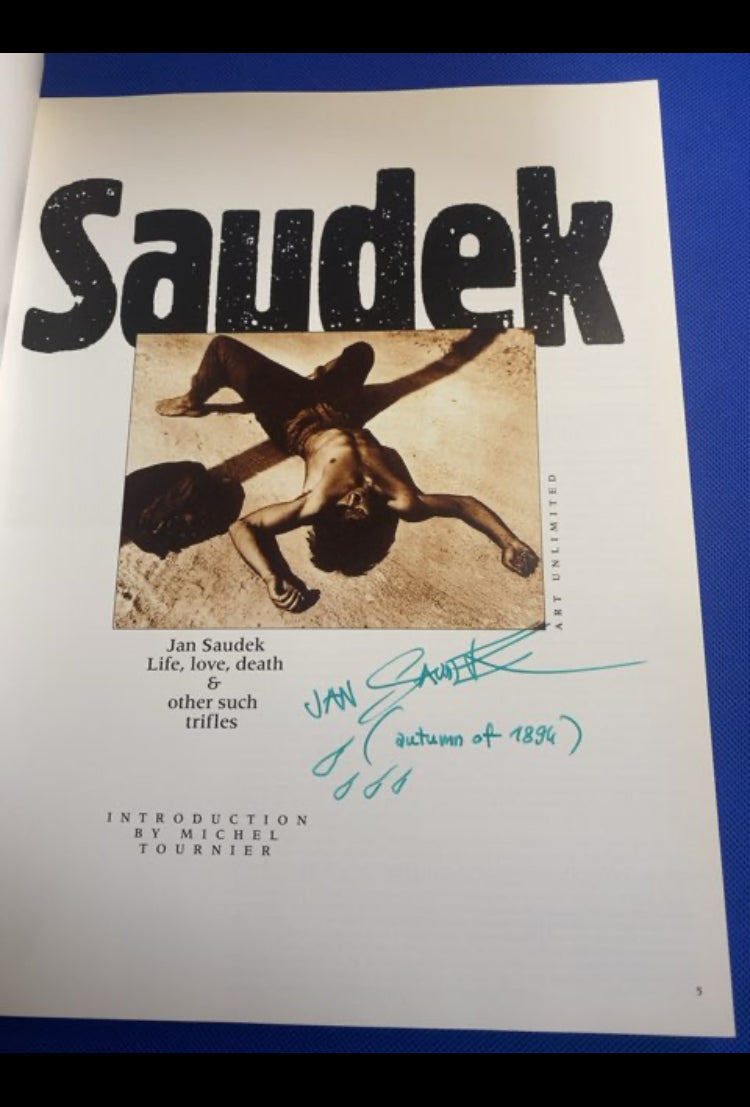 Saudek
ART UNLIMITED
Jan Saudek
Life, love, death
&
other such
trifles
JAN SAUDEK
(autumn of 1894)
INTRODUCTION
BY MICHEL
TOURNIER
5